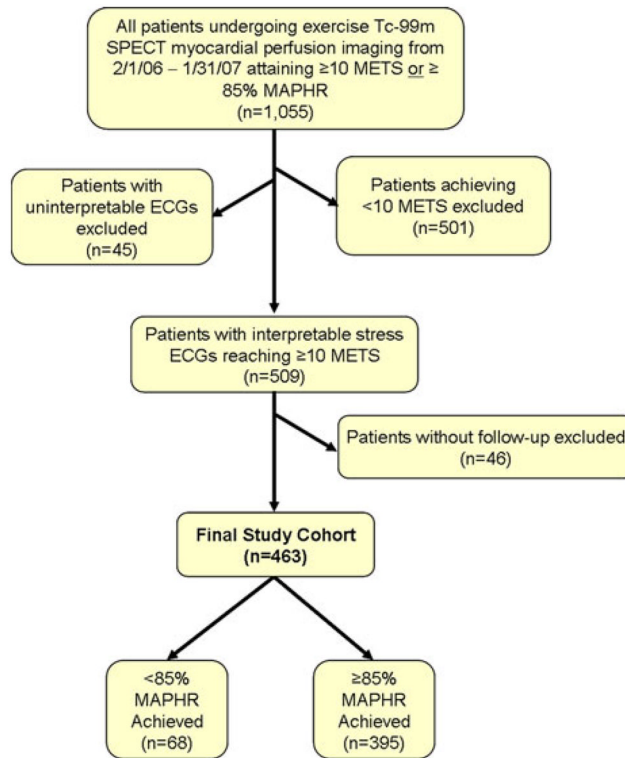 All patients undergoing exercise Tc-99m
SPECT myocardial perfusion imaging from
2/1/06 – 1/31/07 attaining ≥10 METS or ≥
85% MAPHR
(n=1,055)
Patients with
uninterpretable ECGs
excluded
(n=45)
Patients achieving
<10 METS excluded
(n=501)
Patients with interpretable stress
ECGs reaching ≥10 METS
(n=509)
Patients without follow-up excluded
(n=46)
Final Study Cohort
(n=463)
<85%
MAPHR
Achieved
(n=68)
≥85%
MAPHR
Achieved
(n=395)